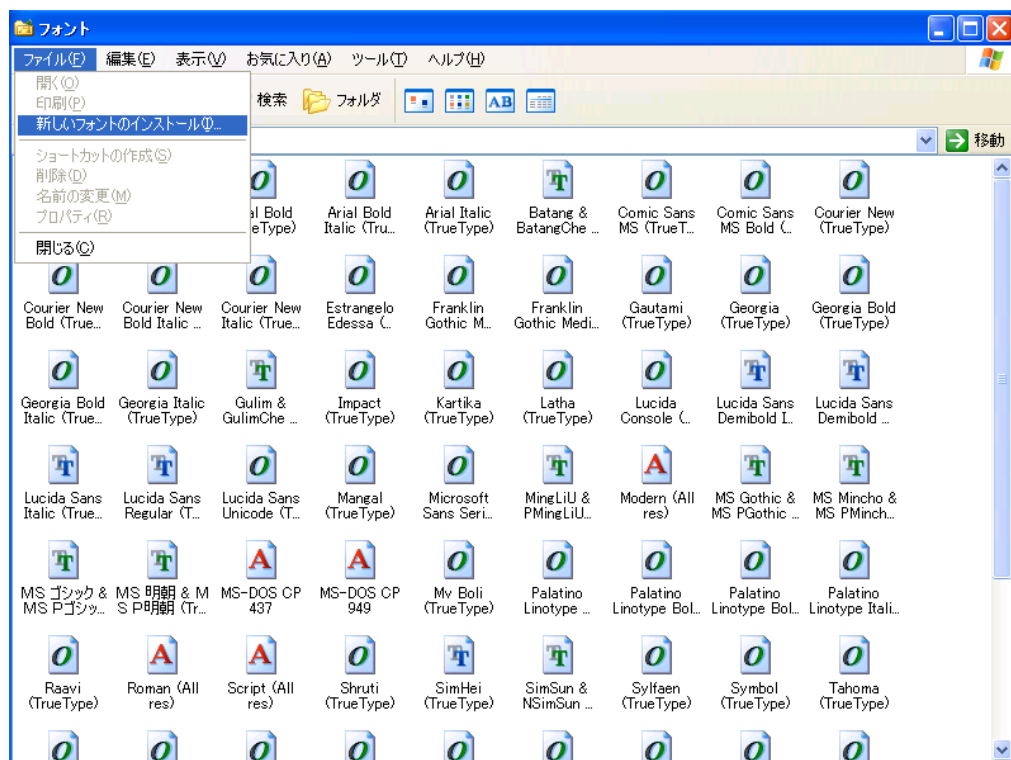 フォント
ファイル(F) 編集(E) 表示(V) お気に入り(A) ツール(T) ヘルプ(H)
開く(O)
印刷(P)
新しいフォントのインストール(I)...
ショートカットの作成(S)
削除(D)
名前の変更(M)
プロパティ(R)
閉じる(C)
検索 フォルダ AB
移動
al Bold Arial Bold Arial Italic Batang & Comic Sans Comic Sans Courier New
eType) Italic (Tru... (TrueType) BatangChe ... MS (TrueT... MS Bold (... (TrueType)
Courier New Courier New Courier New Estrangelo Franklin Franklin Gautami Georgia Georgia Bold
Bold (True... Bold Italic ... Italic (True... Edessa (... Gothic M... Gothic Medi... (TrueType) (TrueType) (TrueType)
Georgia Bold Georgia Italic Gulim & Impact Kartika Latha Lucida Lucida Sans Lucida Sans
Italic (True... (TrueType) GulimChe ... (TrueType) (TrueType) (TrueType) Console (... Demibold I... Demibold ...
Lucida Sans Lucida Sans Lucida Sans Mangal Microsoft MingLiU & Modern (All MS Gothic & MS Mincho &
Italic (True... Regular (T... Unicode (T... (TrueType) Sans Seri... PMingLiU... res) MS PGothic ... MS PMinch...
MS ゴシック & MS 明朝 & M MS-DOS CP MS-DOS CP Mv Boli Palatino Palatino Palatino Palatino
MS Pゴシッ... S P明朝 (Tr... 437 949 (TrueType) Linotype ... Linotype Bol... Linotype Bol... Linotype Itali...
Raavi Roman (All Script (All Shruti SimHei SimSun & Sylfaen Symbol Tahoma
(TrueType) res) res) (TrueType) (TrueType) NSimSun ... (TrueType) (TrueType) (TrueType)